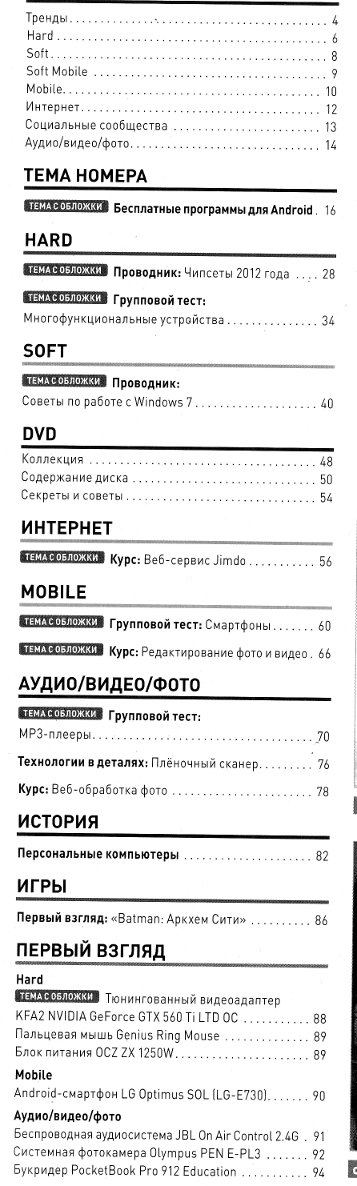 Тренды 4
Hard 6
Soft 8
Soft Mobile 9
Mobile 10
Интернет 12
Социальные сообщества 13
Аудио/видео/фото 14
ТЕМА НОМЕРА
ТЕМА С ОБЛОЖКИ Бесплатные программы для Android. 16
HARD
ТЕМА С ОБЛОЖКИ Проводник: Чипсеты 2012 года .... 28
ТЕМА С ОБЛОЖКИ Групповой тест:
Многофункциональные устройства 34
SOFT
ТЕМА С ОБЛОЖКИ Проводник:
Советы по работе с Windows 7 40
DVD
Коллекция 48
Содержание диска 50
Секреты и советы 54
ИНТЕРНЕТ
ТЕМА С ОБЛОЖКИ Курс: Веб-сервис Jimdo 56
MOBILE
ТЕМА С ОБЛОЖКИ Групповой тест: Смартфоны 60
ТЕМА С ОБЛОЖКИ Курс: Редактирование фото и видео. 66
АУДИО/ВИДЕО/ФОТО
ТЕМА С ОБЛОЖКИ Групповой тест:
MP3-плееры 70
Технологии в деталях: Плёночный сканер 76
Курс: Веб-обработка фото 78
ИСТОРИЯ
Персональные компьютеры 82
ИГРЫ
Первый взгляд: «Batman: Аркхем Сити» 86
ПЕРВЫЙ ВЗГЛЯД
Hard
ТЕМА С ОБЛОЖКИ Тюнингованный видеоадаптер
KFA2 NVIDIA GeForce GTX 560 Ti LTD OC 88
Пальцевая мышь Genius Ring Mouse 89
Блок питания OCZ ZX 1250W 89
Mobile
Android-смартфон LG Optimus SOL (LG-E730) 90
Аудио/видео/фото
Беспроводная аудиосистема JBL On Air Control 2.4G . 91
Системная фотокамера Olympus PEN E-PL3 92
Букридер PocketBook Pro 912 Education 94